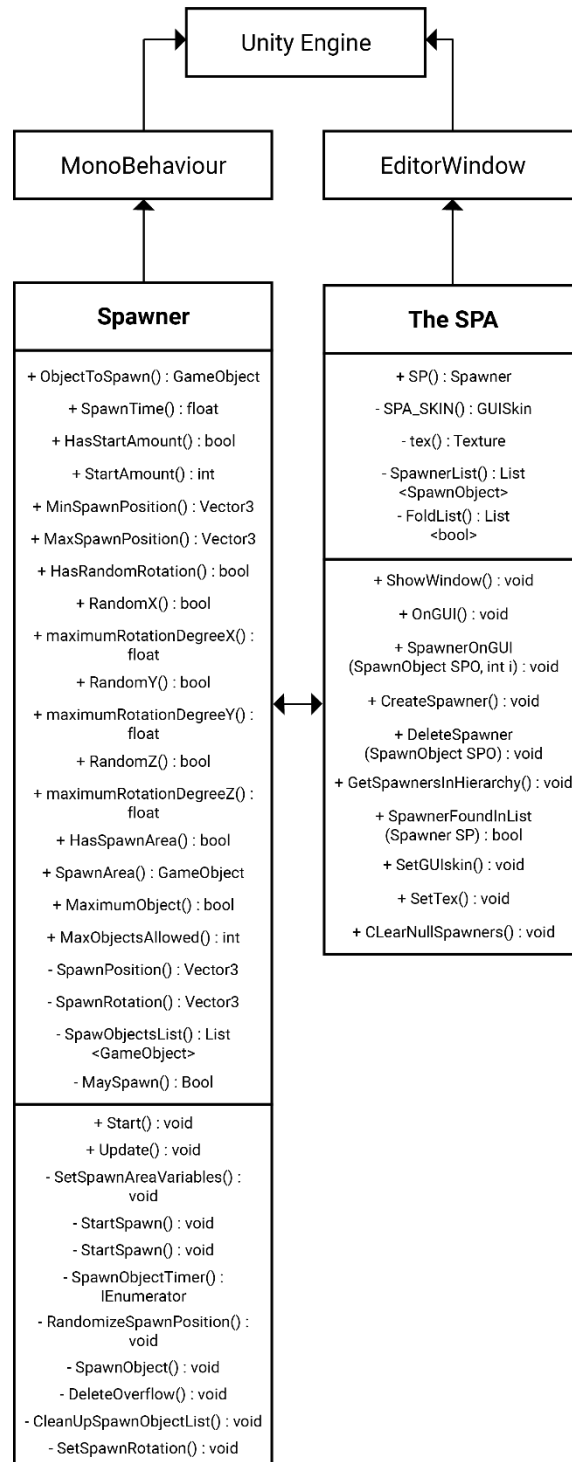 Unity Engine
MonoBehaviour
EditorWindow
Spawner
+ ObjectToSpawn() : GameObject
+ SpawnTime() : float
+ HasStartAmount() : bool
+ StartAmount() : int
+ MinSpawnPosition() : Vector3
+ MaxSpawnPosition() : Vector3
+ HasRandomRotation() : bool
+ RandomX() : bool
+ maximumRotationDegreeX() :
float
+ RandomY() : bool
+ maximumRotationDegreeY() :
float
+ RandomZ() : bool
+ maximumRotationDegreeZ() :
float
+ HasSpawnArea() : bool
+ SpawnArea() : GameObject
+ MaximumObject() : bool
+ MaxObjectsAllowed() : int
- SpawnPosition() : Vector3
- SpawnRotation() : Vector3
- SpawObjectsList() : List
<GameObject>
- MaySpawn() : Bool
+ Start() : void
+ Update() : void
- SetSpawnAreaVariables() :
void
- StartSpawn() : void
- StartSpawn() : void
- SpawnObjectTimer() :
IEnumerator
- RandomizeSpawnPosition() :
void
- SpawnObject() : void
- DeleteOverflow() : void
- CleanUpSpawnObjectList() : void
- SetSpawnRotation() : void
The SPA
+ SP() : Spawner
- SPA_SKIN() : GUISkin
- tex() : Texture
- SpawnerList() : List
<SpawnObject>
- FoldList() : List
<bool>
+ ShowWindow() : void
+ OnGUI() : void
+ SpawnerOnGUI
(SpawnObject SPO, int i) : void
+ CreateSpawner() : void
+ DeleteSpawner
(SpawnObject SPO) : void
+ GetSpawnersInHierarchy() : void
+ SpawnerFoundInList
(Spawner SP) : bool
+ SetGUIskin() : void
+ SetTex() : void
+ CLearNullSpawners() : void